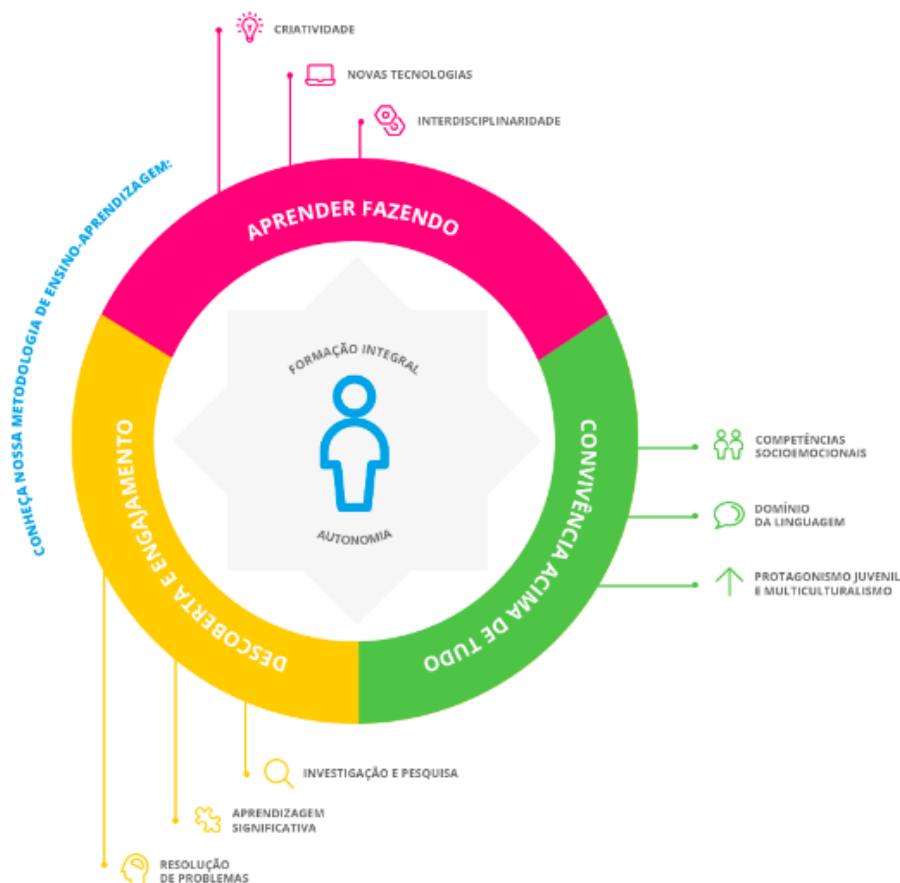 CRIATIVIDADE
NOVAS TECNOLOGIAS
INTERDISCIPLINARIDADE
CONHEÇA NOSSA METODOLOGIA DE ENSINO-APRENDIZAGEM:
APRENDER FAZENDO
FORMAÇÃO INTEGRAL
AUTONOMIA
CONVIVÊNCIA ACIMA DE TUDO
COMPETÊNCIAS
SOCIOEMOCIONAIS
DOMÍNIO
DA LINGUAGEM
PROTAGONISMO JUVENIL
E MULTICULTURALISMO
DESCOBERTA E ENGAJAMENTO
INVESTIGAÇÃO E PESQUISA
APRENDIZAGEM
SIGNIFICATIVA
RESOLUÇÃO
DE PROBLEMAS